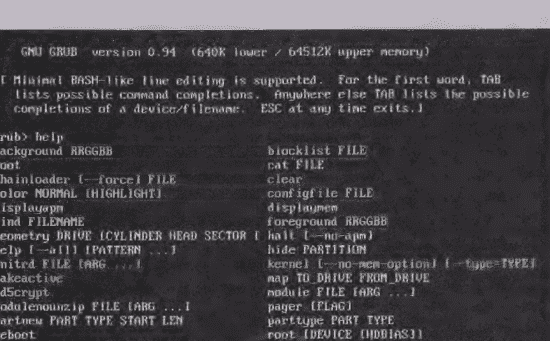 GNU GRUB version 0.94 (640K lower / 64512K upper memory)
[ Minimal BASH-like line editing is supported. For the first word, TAB
lists possible command completions. Anywhere else TAB lists the possible
completions of a device/filename. ESC at any time exits.]
rub> help
ackground RRGGBB blocklist FILE
oot cat FILE
hainloader [--force] FILE clear
olor NORMAL [HIGHLIGHT] configfile FILE
isplayapm displaymem
ind FILENAME foreground RRGGBB
eometry DRIVE [CYLINDER HEAD SECTOR [ halt [--no-apm]
elp [--all] [PATTERN ...] hide PARTITION
nitrd FILE [ARG ...] kernel [--no-mem-option] [--type=TYPE]
akeactive map TO_DRIVE FROM_DRIVE
d5crypt module FILE [ARG ...]
odulenounzip FILE [ARG ...] pager [FLAG]
artnew PART TYPE START LEN parttype PART TYPE
eboot root [DEVICE [HDBIAS]]